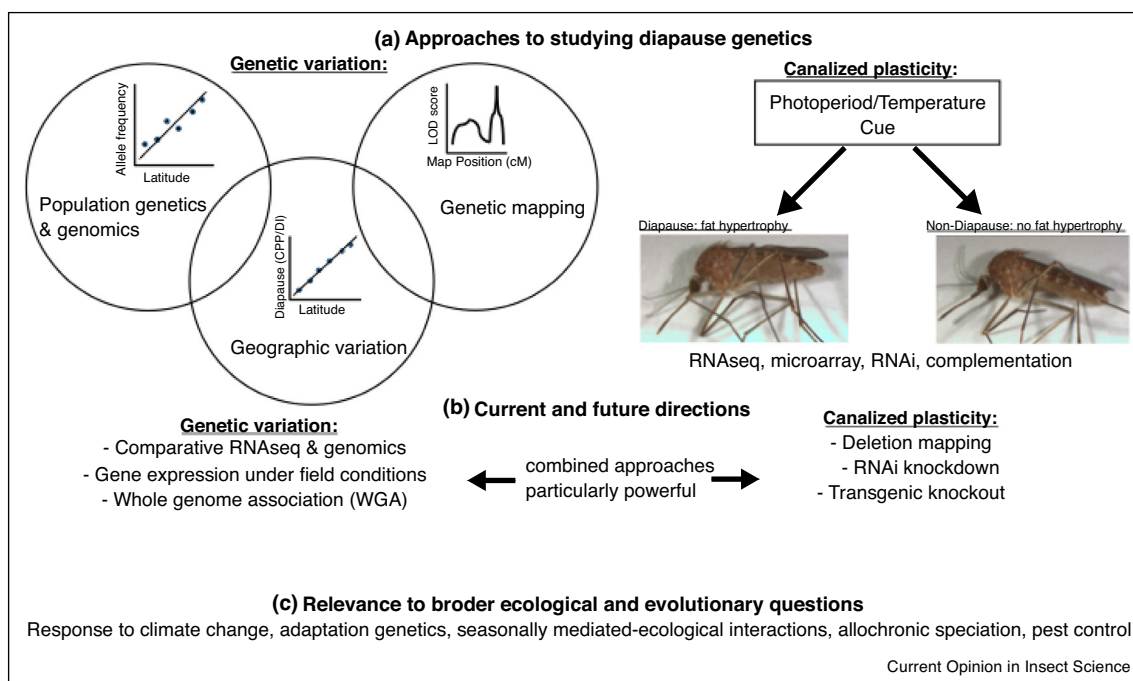 (a) Approaches to studying diapause genetics
Genetic variation:
Allele frequency
Latitude
Population genetics
& genomics
LOD score
Map Position (cM)
Genetic mapping
Diapause (CPP/DI)
Latitude
Geographic variation
Canalized plasticity:
Photoperiod/Temperature
Cue
Diapause: fat hypertrophy
Non-Diapause: no fat hypertrophy
RNAseq, microarray, RNAi, complementation
(b) Current and future directions
Genetic variation:
- Comparative RNAseq & genomics
- Gene expression under field conditions
- Whole genome association (WGA)
combined approaches
particularly powerful
Canalized plasticity:
- Deletion mapping
- RNAi knockdown
- Transgenic knockout
(c) Relevance to broder ecological and evolutionary questions
Response to climate change, adaptation genetics, seasonally mediated-ecological interactions, allochronic speciation, pest control
Current Opinion in Insect Science